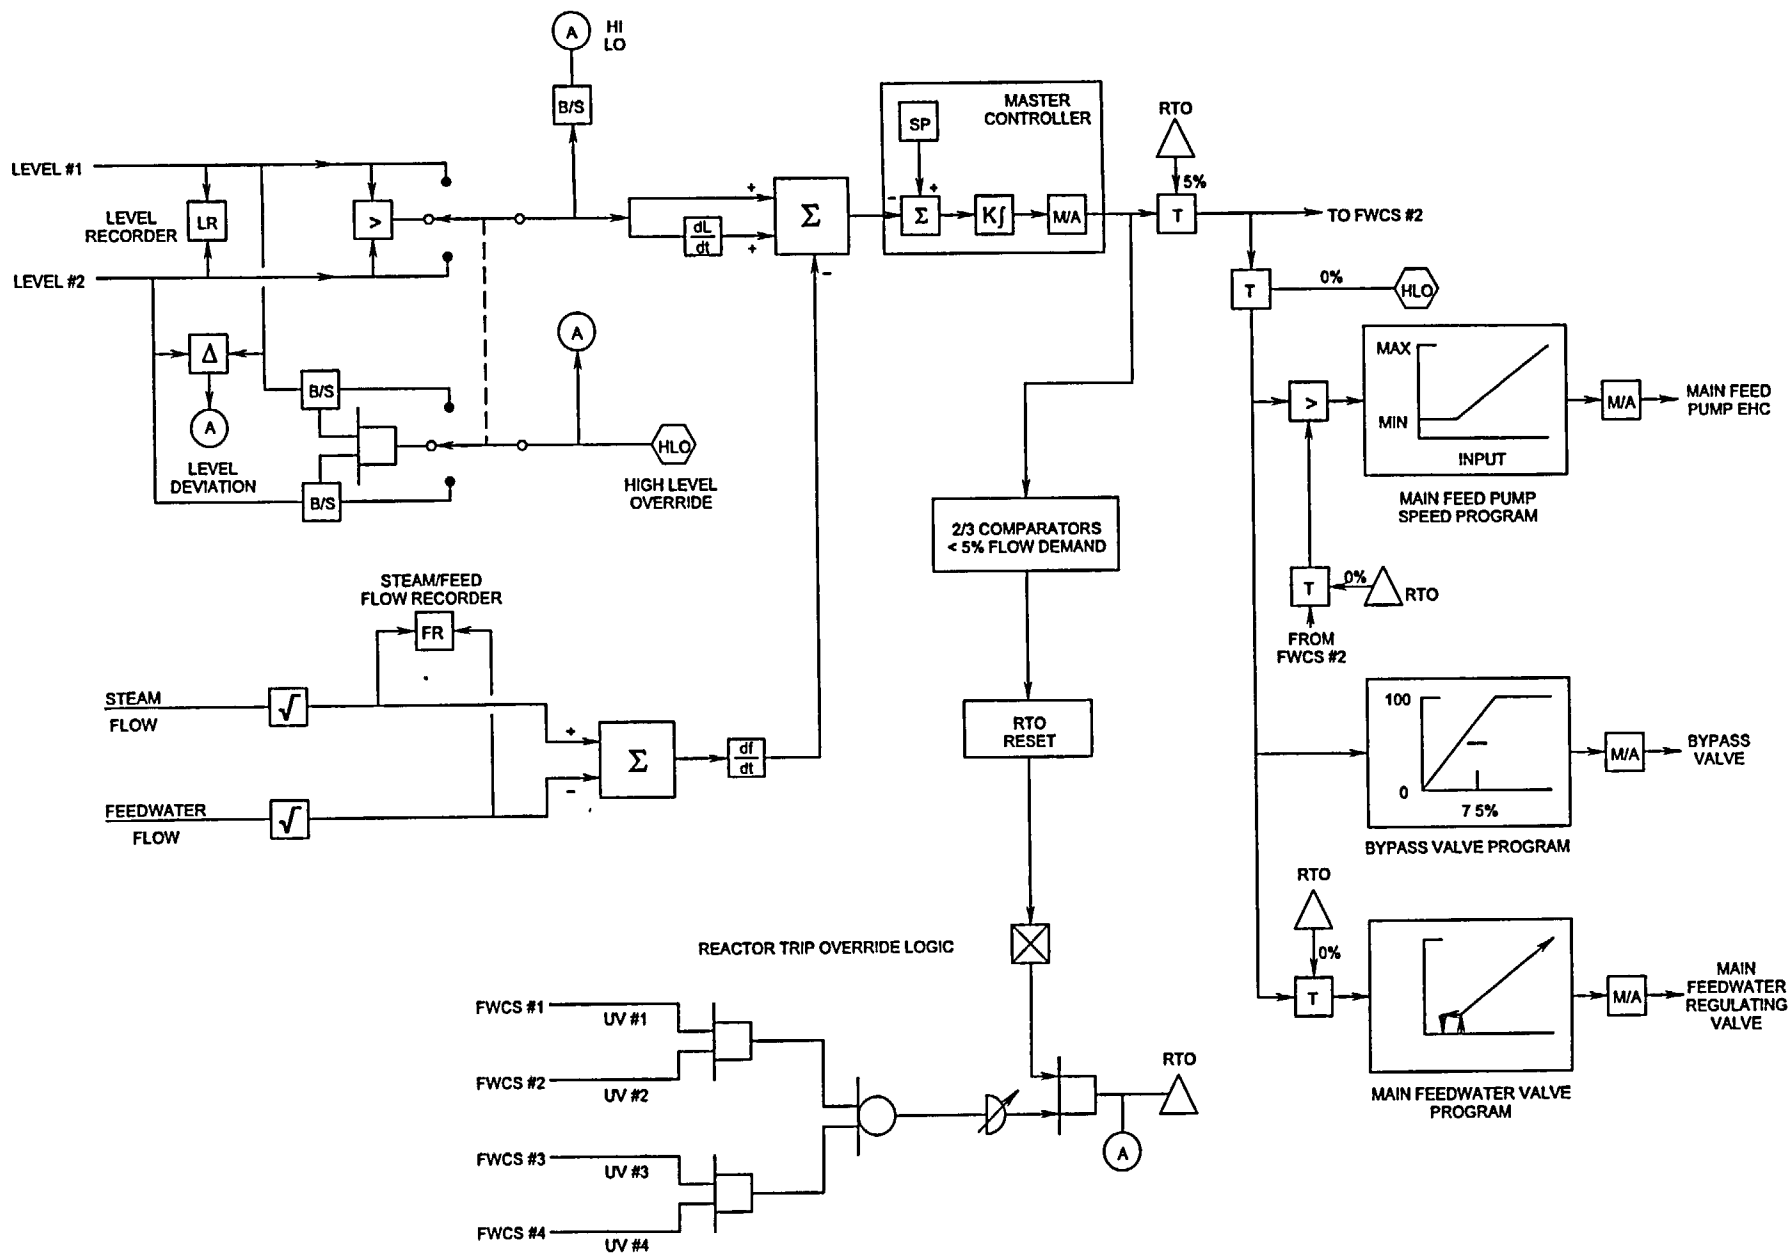 A
HI
LO
B/S
LEVEL #1
LEVEL
RECORDER
LR
>
LEVEL #2
dL
dt
+
+
Σ
-
MASTER
CONTROLLER
SP
-
+
Σ
K∫
M/A
RTO
5%
T
TO FWCS #2
T
0%
HLO
Δ
A
LEVEL
DEVIATION
B/S
B/S
A
HLO
HIGH LEVEL
OVERRIDE
>
MAX
MIN
INPUT
MAIN FEED PUMP
SPEED PROGRAM
M/A
MAIN FEED
PUMP EHC
2/3 COMPARATORS
< 5% FLOW DEMAND
T
0%
RTO
FROM
FWCS #2
STEAM/FEED
FLOW RECORDER
FR
STEAM
FLOW
√
+
Σ
-
df
dt
FEEDWATER
FLOW
√
RTO
RESET
100
0
7 5%
BYPASS VALVE PROGRAM
M/A
BYPASS
VALVE
RTO
0%
T
MAIN FEEDWATER VALVE
PROGRAM
M/A
MAIN
FEEDWATER
REGULATING
VALVE
REACTOR TRIP OVERRIDE LOGIC
FWCS #1
UV #1
FWCS #2
UV #2
FWCS #3
UV #3
FWCS #4
UV #4
RTO
A